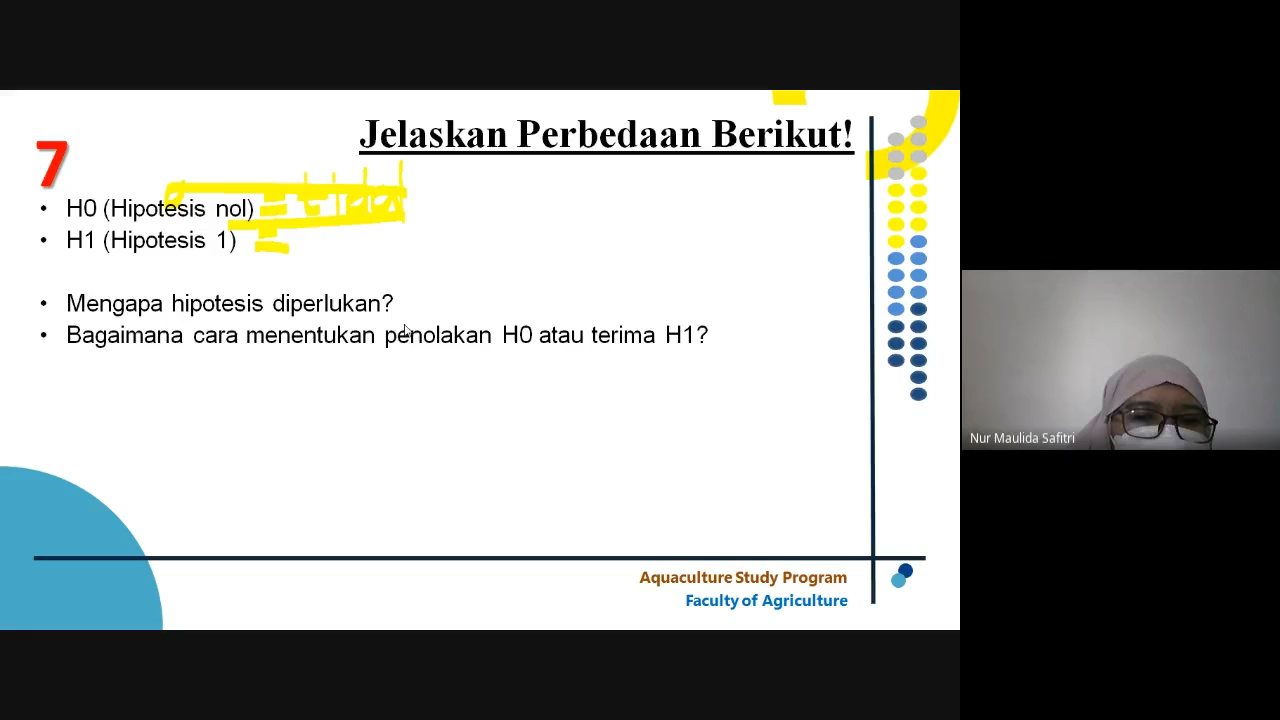 Jelaskan Perbedaan Berikut!
7
• H0 (Hipotesis nol)
• H1 (Hipotesis 1)
• Mengapa hipotesis diperlukan?
• Bagaimana cara menentukan penolakan H0 atau terima H1?
Nur Maulida Safitri
Aquaculture Study Program
Faculty of Agriculture